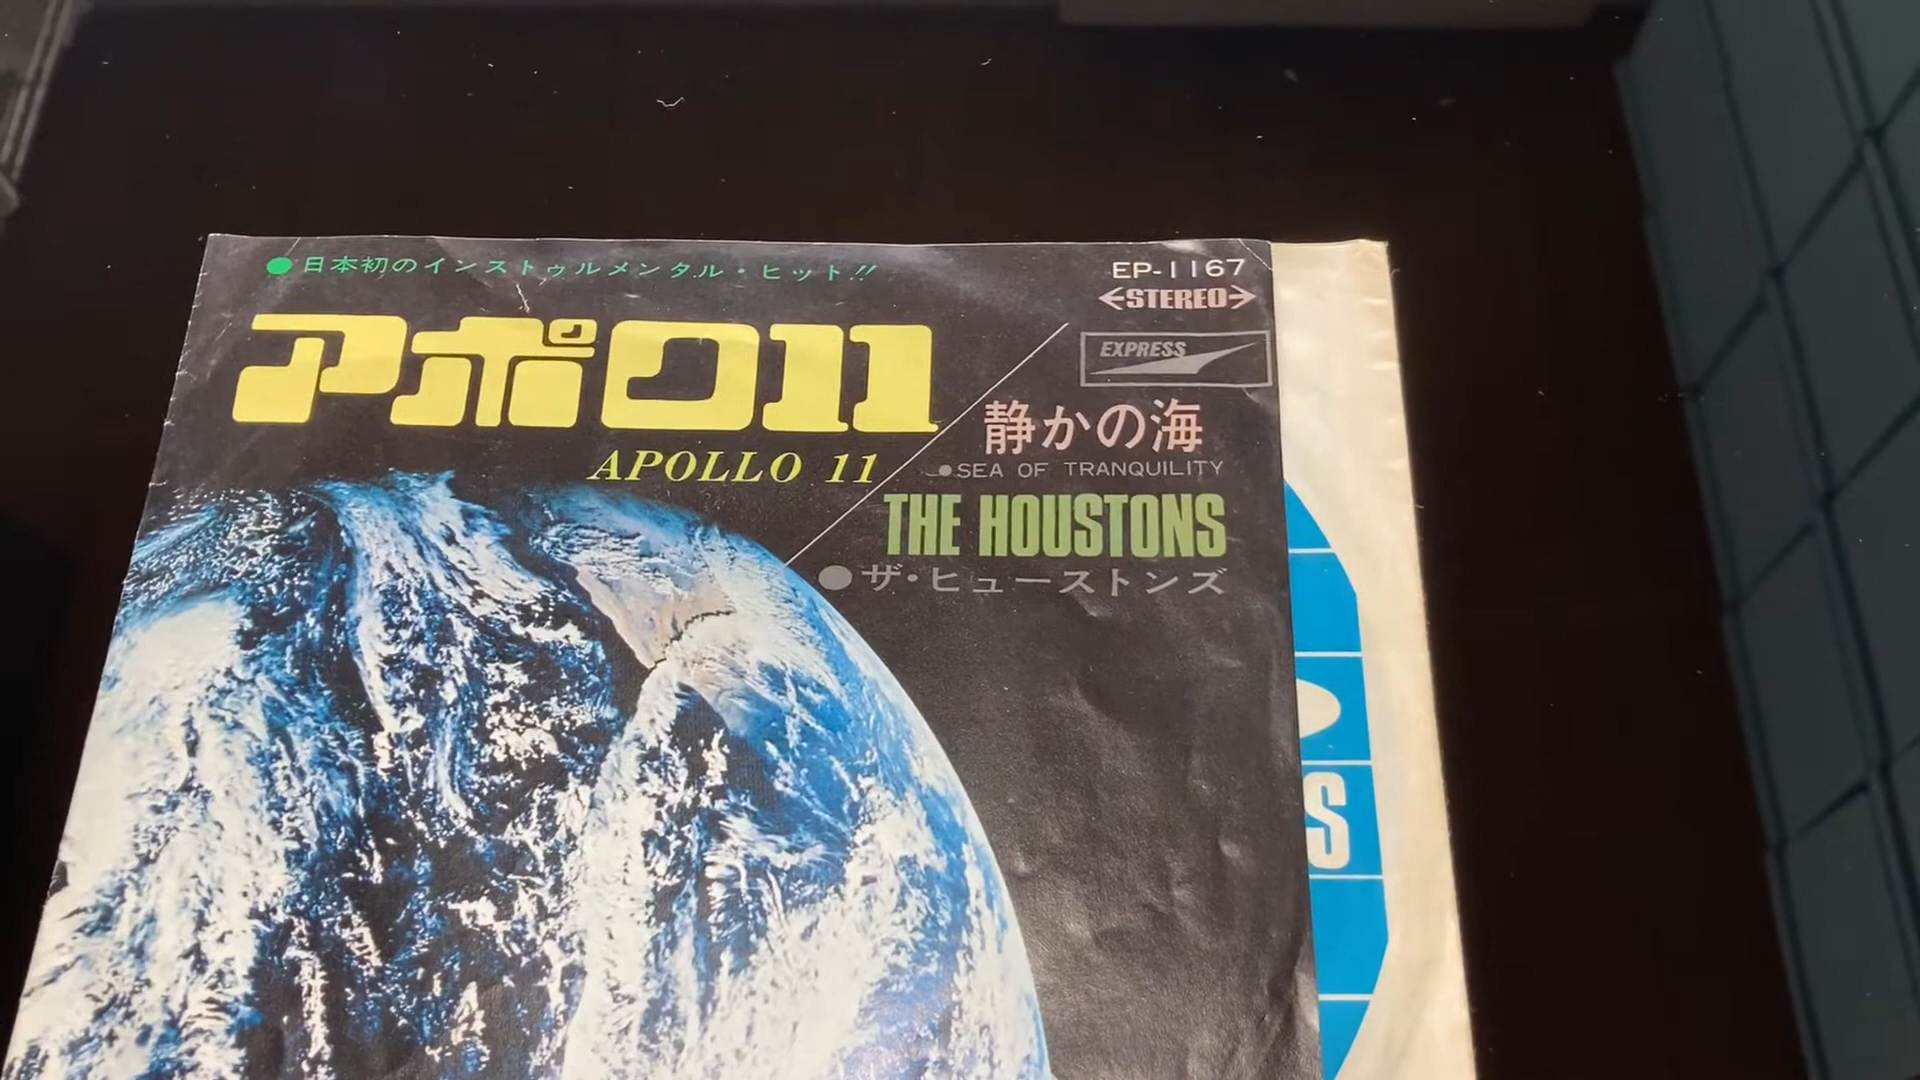 ●日本初のインストゥルメンタル・ヒット!!
EP-1167
STEREO
EXPRESS
アポロ11
APOLLO 11
静かの海
●SEA OF TRANQUILITY
THE HOUSTONS
●ザ・ヒューストンズ
S